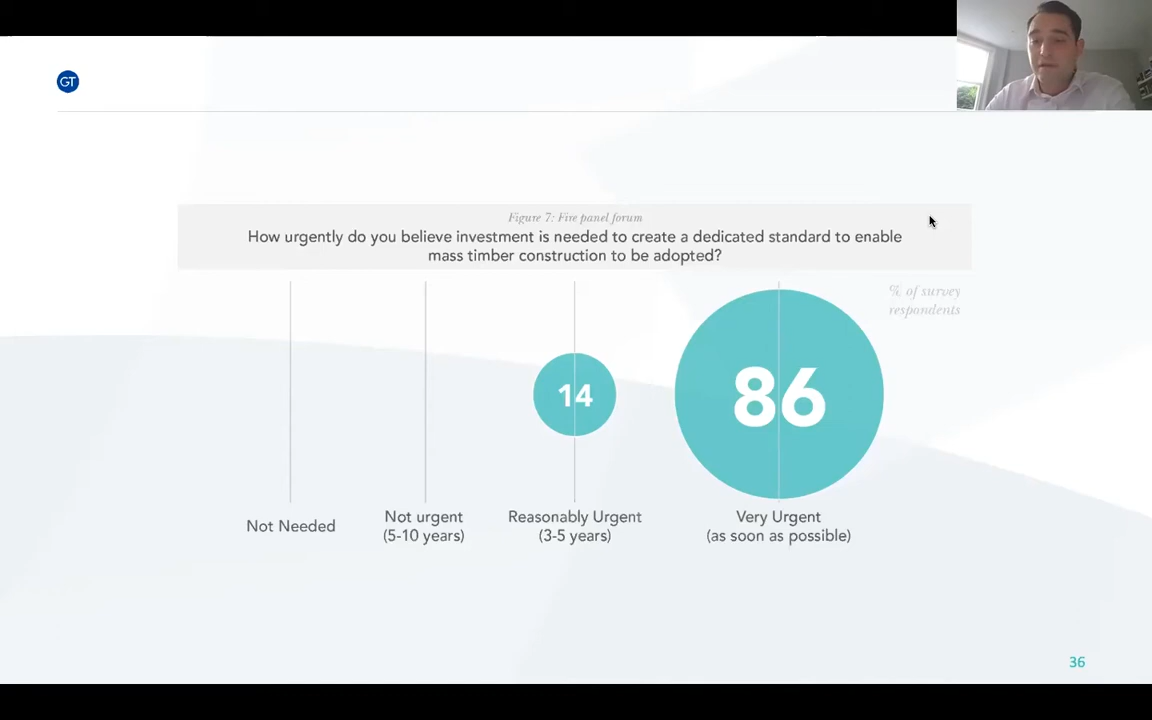 GT
Figure 7: Fire panel forum
How urgently do you believe investment is needed to create a dedicated standard to enable
mass timber construction to be adopted?
% of survey
respondents
14
86
Not Needed
Not urgent
(5-10 years)
Reasonably Urgent
(3-5 years)
Very Urgent
(as soon as possible)
36